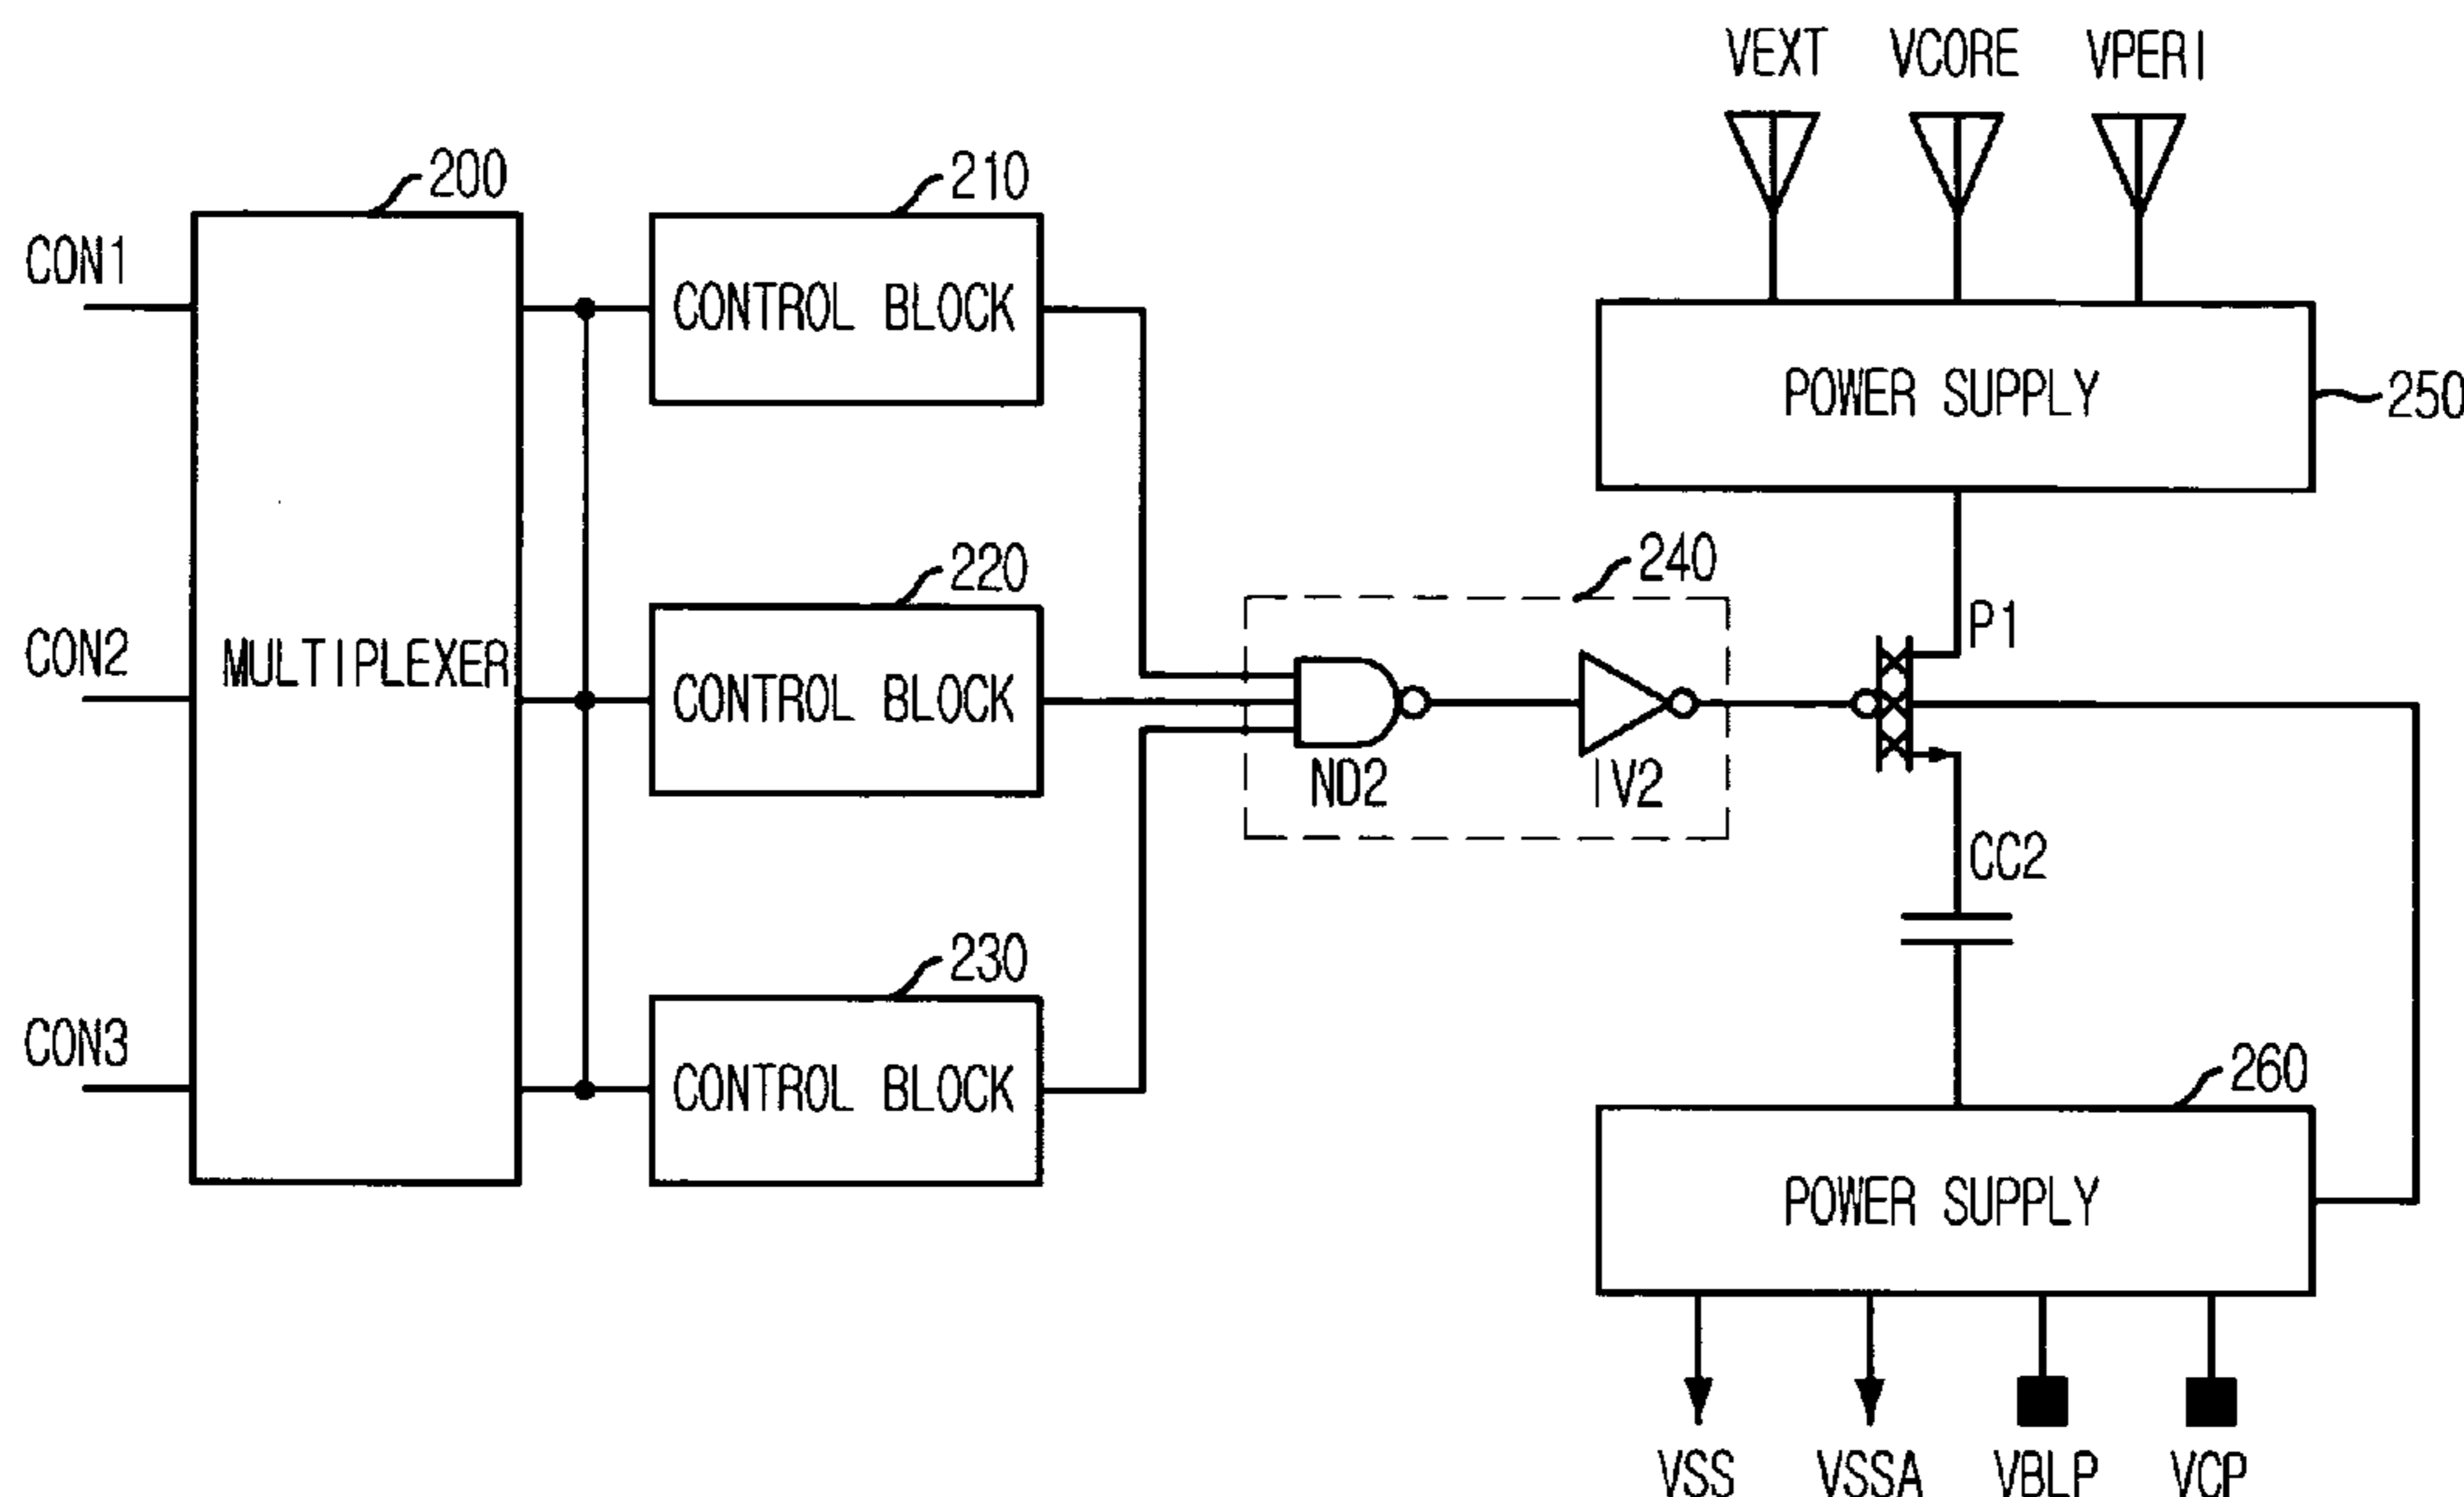 VEXT VCORE VPERI
200
210
CON1
CONTROL BLOCK
POWER SUPPLY
250
220
240
P1
CON2
MULTIPLEXER
CONTROL BLOCK
ND2
IV2
CC2
230
CON3
CONTROL BLOCK
260
POWER SUPPLY
VSS VSSA VBLP VCP